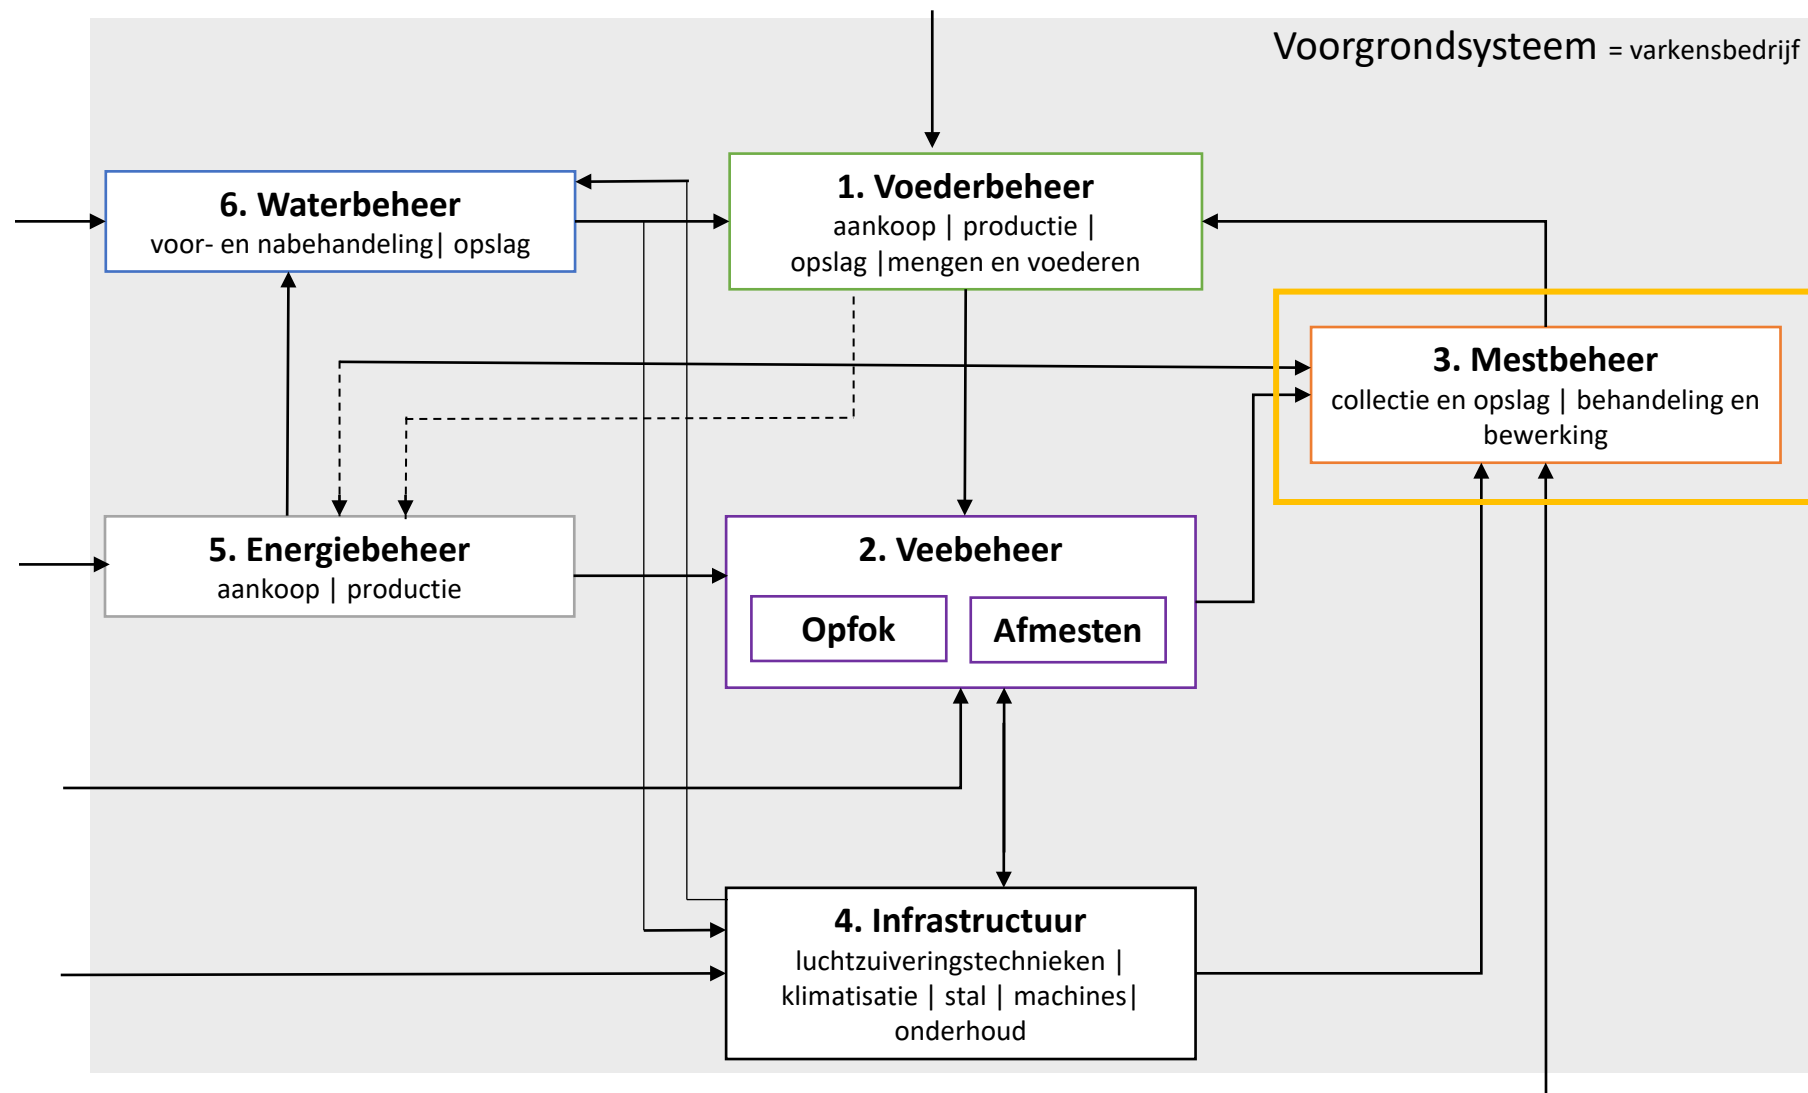 Voorgrondsysteem = varkensbedrijf
6. Waterbeheer
voor- en nabehandeling| opslag
1. Voederbeheer
aankoop | productie |
opslag |mengen en voederen
3. Mestbeheer
collectie en opslag | behandeling en
bewerking
5. Energiebeheer
aankoop | productie
2. Veebeheer
Opfok
Afmesten
4. Infrastructuur
luchtzuiveringstechnieken |
klimatisatie | stal | machines|
onderhoud